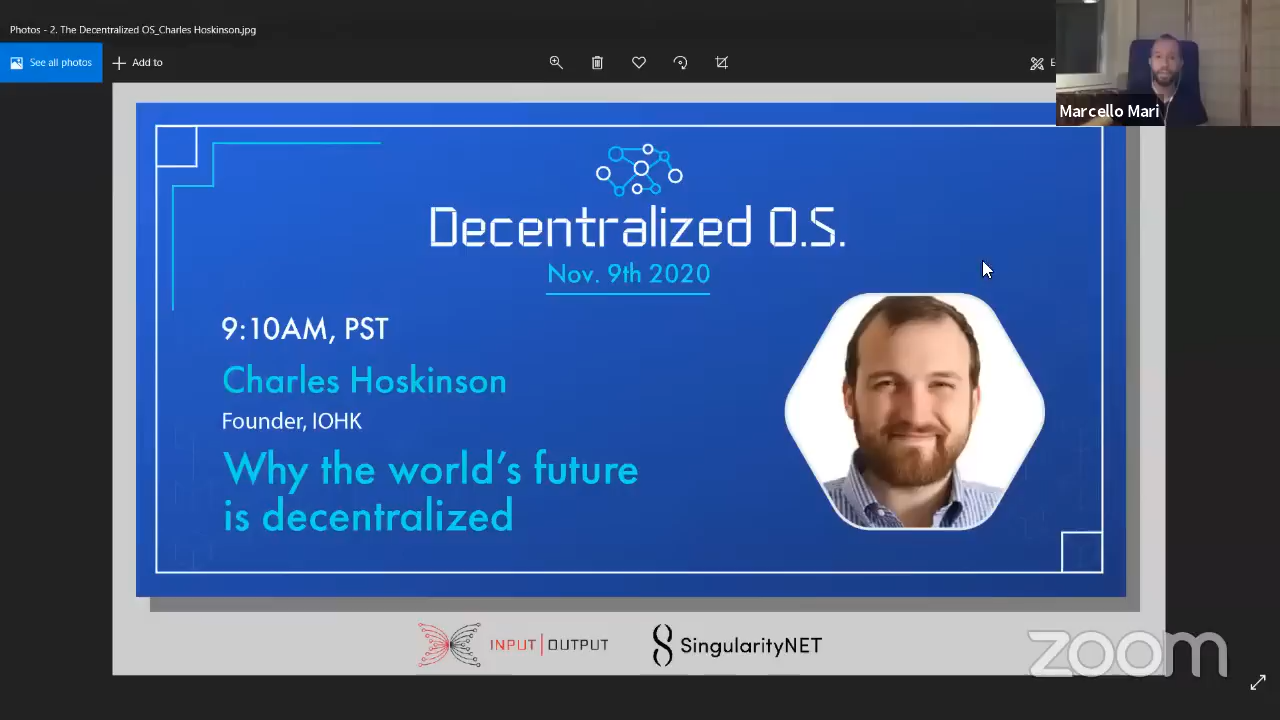 Photos - 2. The Decentralized OS_Charles Hoskinson.jpg
See all photos
Add to
Marcello Mari
Decentralized O.S.
Nov. 9th 2020
9:10AM, PST
Charles Hoskinson
Founder, IOHK
Why the world's future
is decentralized
INPUT|OUTPUT
SingularityNET
zoom